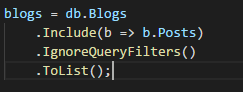 blogs = db.Blogs
.Include(b => b.Posts)
.IgnoreQueryFilters()
.ToList();